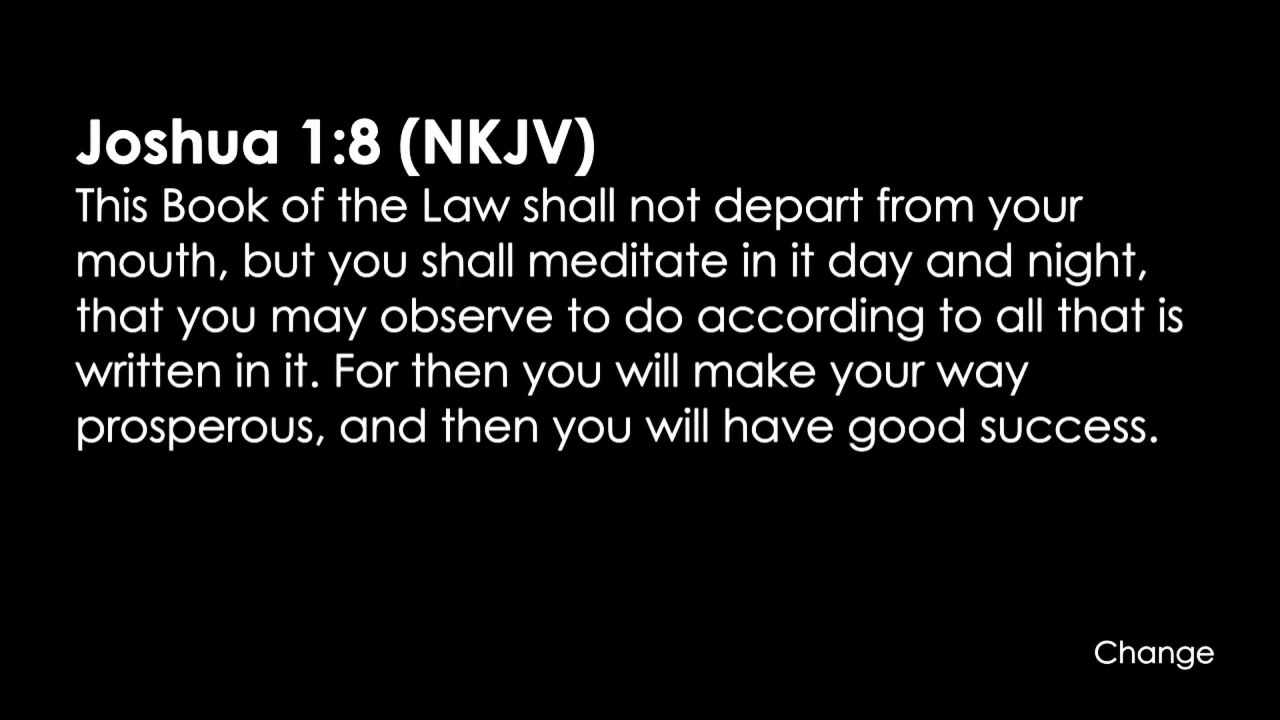 Joshua 1:8 (NKJV)
This Book of the Law shall not depart from your
mouth, but you shall meditate in it day and night,
that you may observe to do according to all that is
written in it. For then you will make your way
prosperous, and then you will have good success.
Change